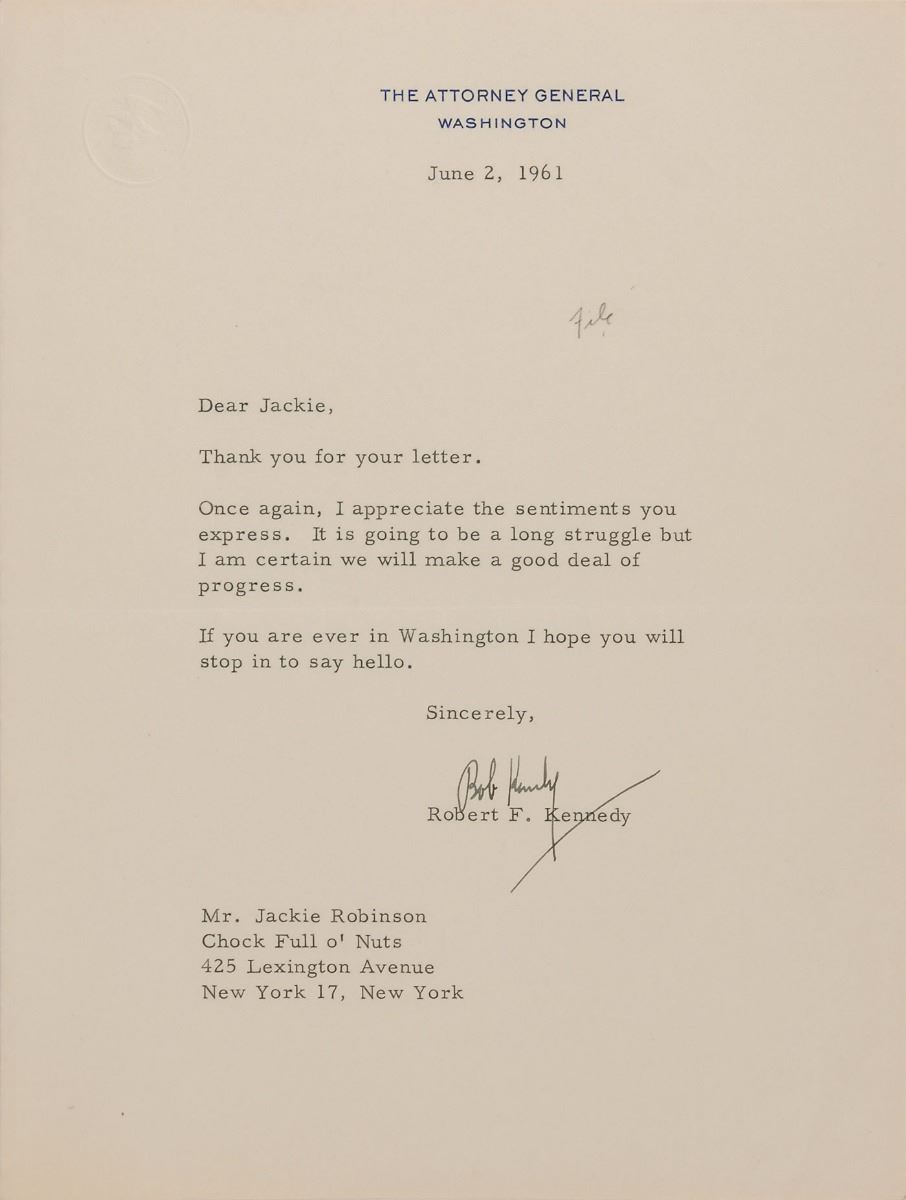 THE ATTORNEY GENERAL
WASHINGTON
June 2, 1961
file
Dear Jackie,
Thank you for your letter.
Once again, I appreciate the sentiments you
express. It is going to be a long struggle but
I am certain we will make a good deal of
progress.
If you are ever in Washington I hope you will
stop in to say hello.
Sincerely,
Bob Kennedy
Robert F. Kennedy
Mr. Jackie Robinson
Chock Full o' Nuts
425 Lexington Avenue
New York 17, New York